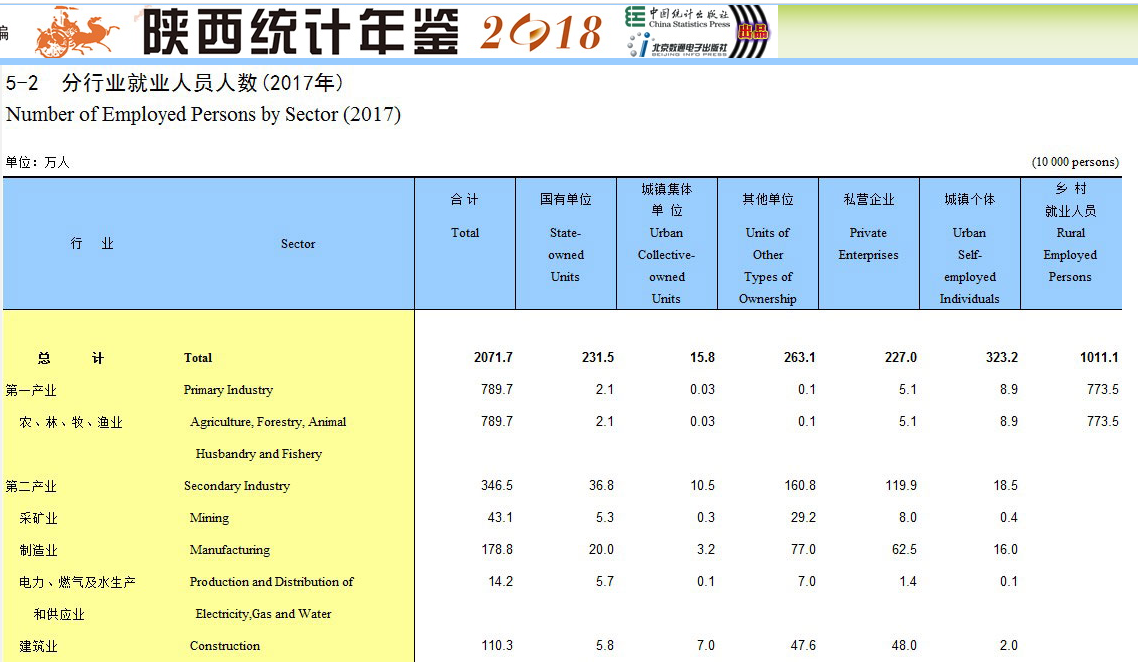 编
陕西统计年鉴 2018
中国统计出版社
China Statistics Press
北京数通电子出版社
BEIJING INFO PRESS
出品
5-2 分行业就业人员人数(2017年)
Number of Employed Persons by Sector (2017)
单位：万人 (10 000 persons)
行 业 Sector
合 计
Total
国有单位
State-
owned
Units
城镇集体
单 位
Urban
Collective-
owned
Units
其他单位
Units of
Other
Types of
Ownership
私营企业
Private
Enterprises
城镇个体
Urban
Self-
employed
Individuals
乡 村
就业人员
Rural
Employed
Persons
总 计 Total 2071.7 231.5 15.8 263.1 227.0 323.2 1011.1
第一产业 Primary Industry 789.7 2.1 0.03 0.1 5.1 8.9 773.5
农、林、牧、渔业 Agriculture, Forestry, Animal 789.7 2.1 0.03 0.1 5.1 8.9 773.5
Husbandry and Fishery
第二产业 Secondary Industry 346.5 36.8 10.5 160.8 119.9 18.5
采矿业 Mining 43.1 5.3 0.3 29.2 8.0 0.4
制造业 Manufacturing 178.8 20.0 3.2 77.0 62.5 16.0
电力、燃气及水生产 Production and Distribution of 14.2 5.7 0.1 7.0 1.4 0.1
和供应业 Electricity,Gas and Water
建筑业 Construction 110.3 5.8 7.0 47.6 48.0 2.0